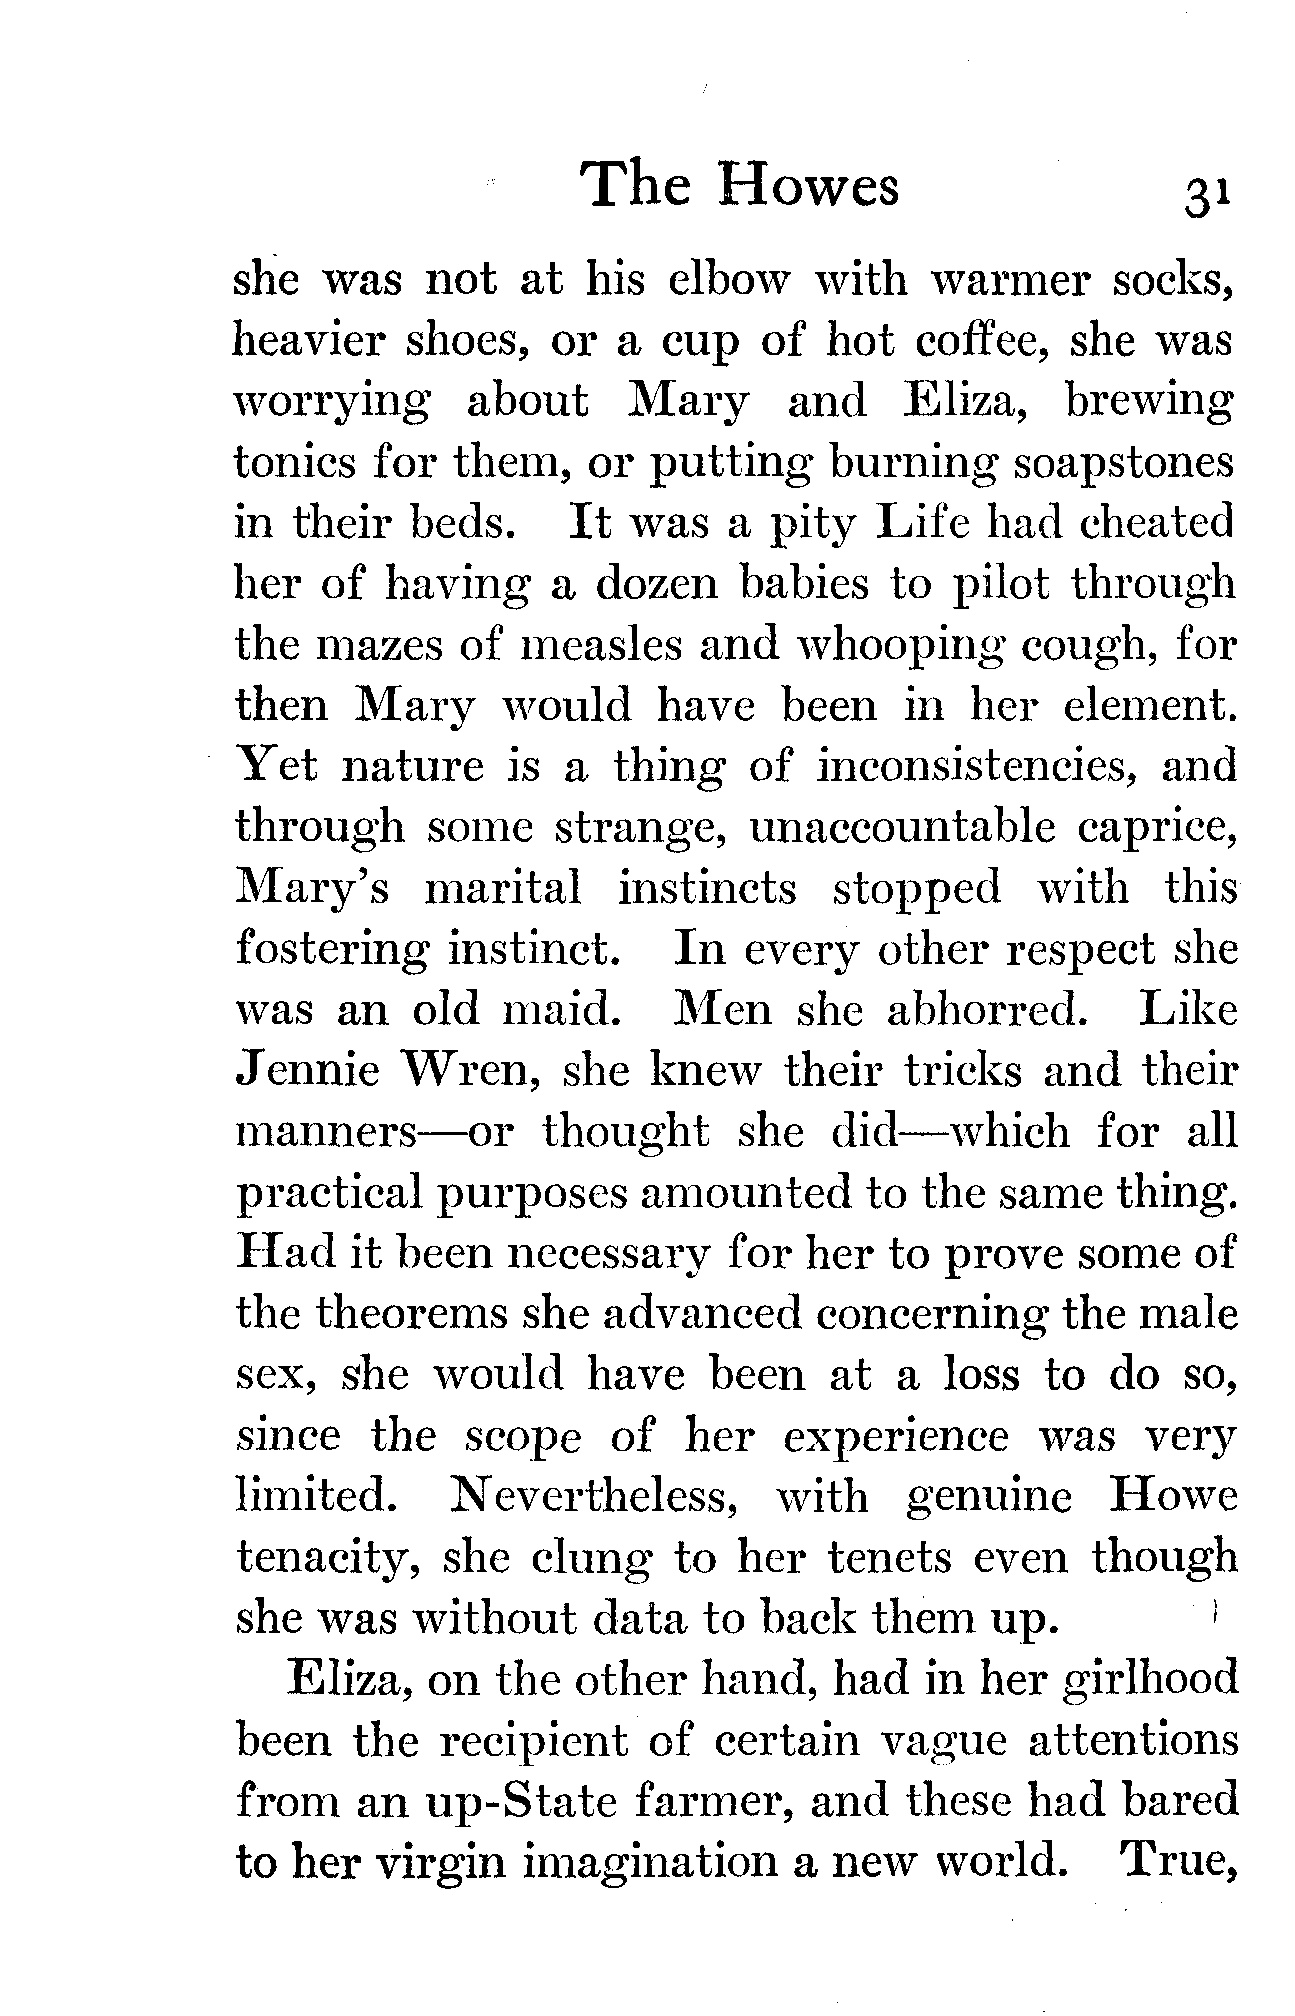 The Howes 31
she was not at his elbow with warmer socks,
heavier shoes, or a cup of hot coffee, she was
worrying about Mary and Eliza, brewing
tonics for them, or putting burning soapstones
in their beds. It was a pity Life had cheated
her of having a dozen babies to pilot through
the mazes of measles and whooping cough, for
then Mary would have been in her element.
Yet nature is a thing of inconsistencies, and
through some strange, unaccountable caprice,
Mary's marital instincts stopped with this
fostering instinct. In every other respect she
was an old maid. Men she abhorred. Like
Jennie Wren, she knew their tricks and their
manners—or thought she did—which for all
practical purposes amounted to the same thing.
Had it been necessary for her to prove some of
the theorems she advanced concerning the male
sex, she would have been at a loss to do so,
since the scope of her experience was very
limited. Nevertheless, with genuine Howe
tenacity, she clung to her tenets even though
she was without data to back them up.
Eliza, on the other hand, had in her girlhood
been the recipient of certain vague attentions
from an up-State farmer, and these had bared
to her virgin imagination a new world. True,